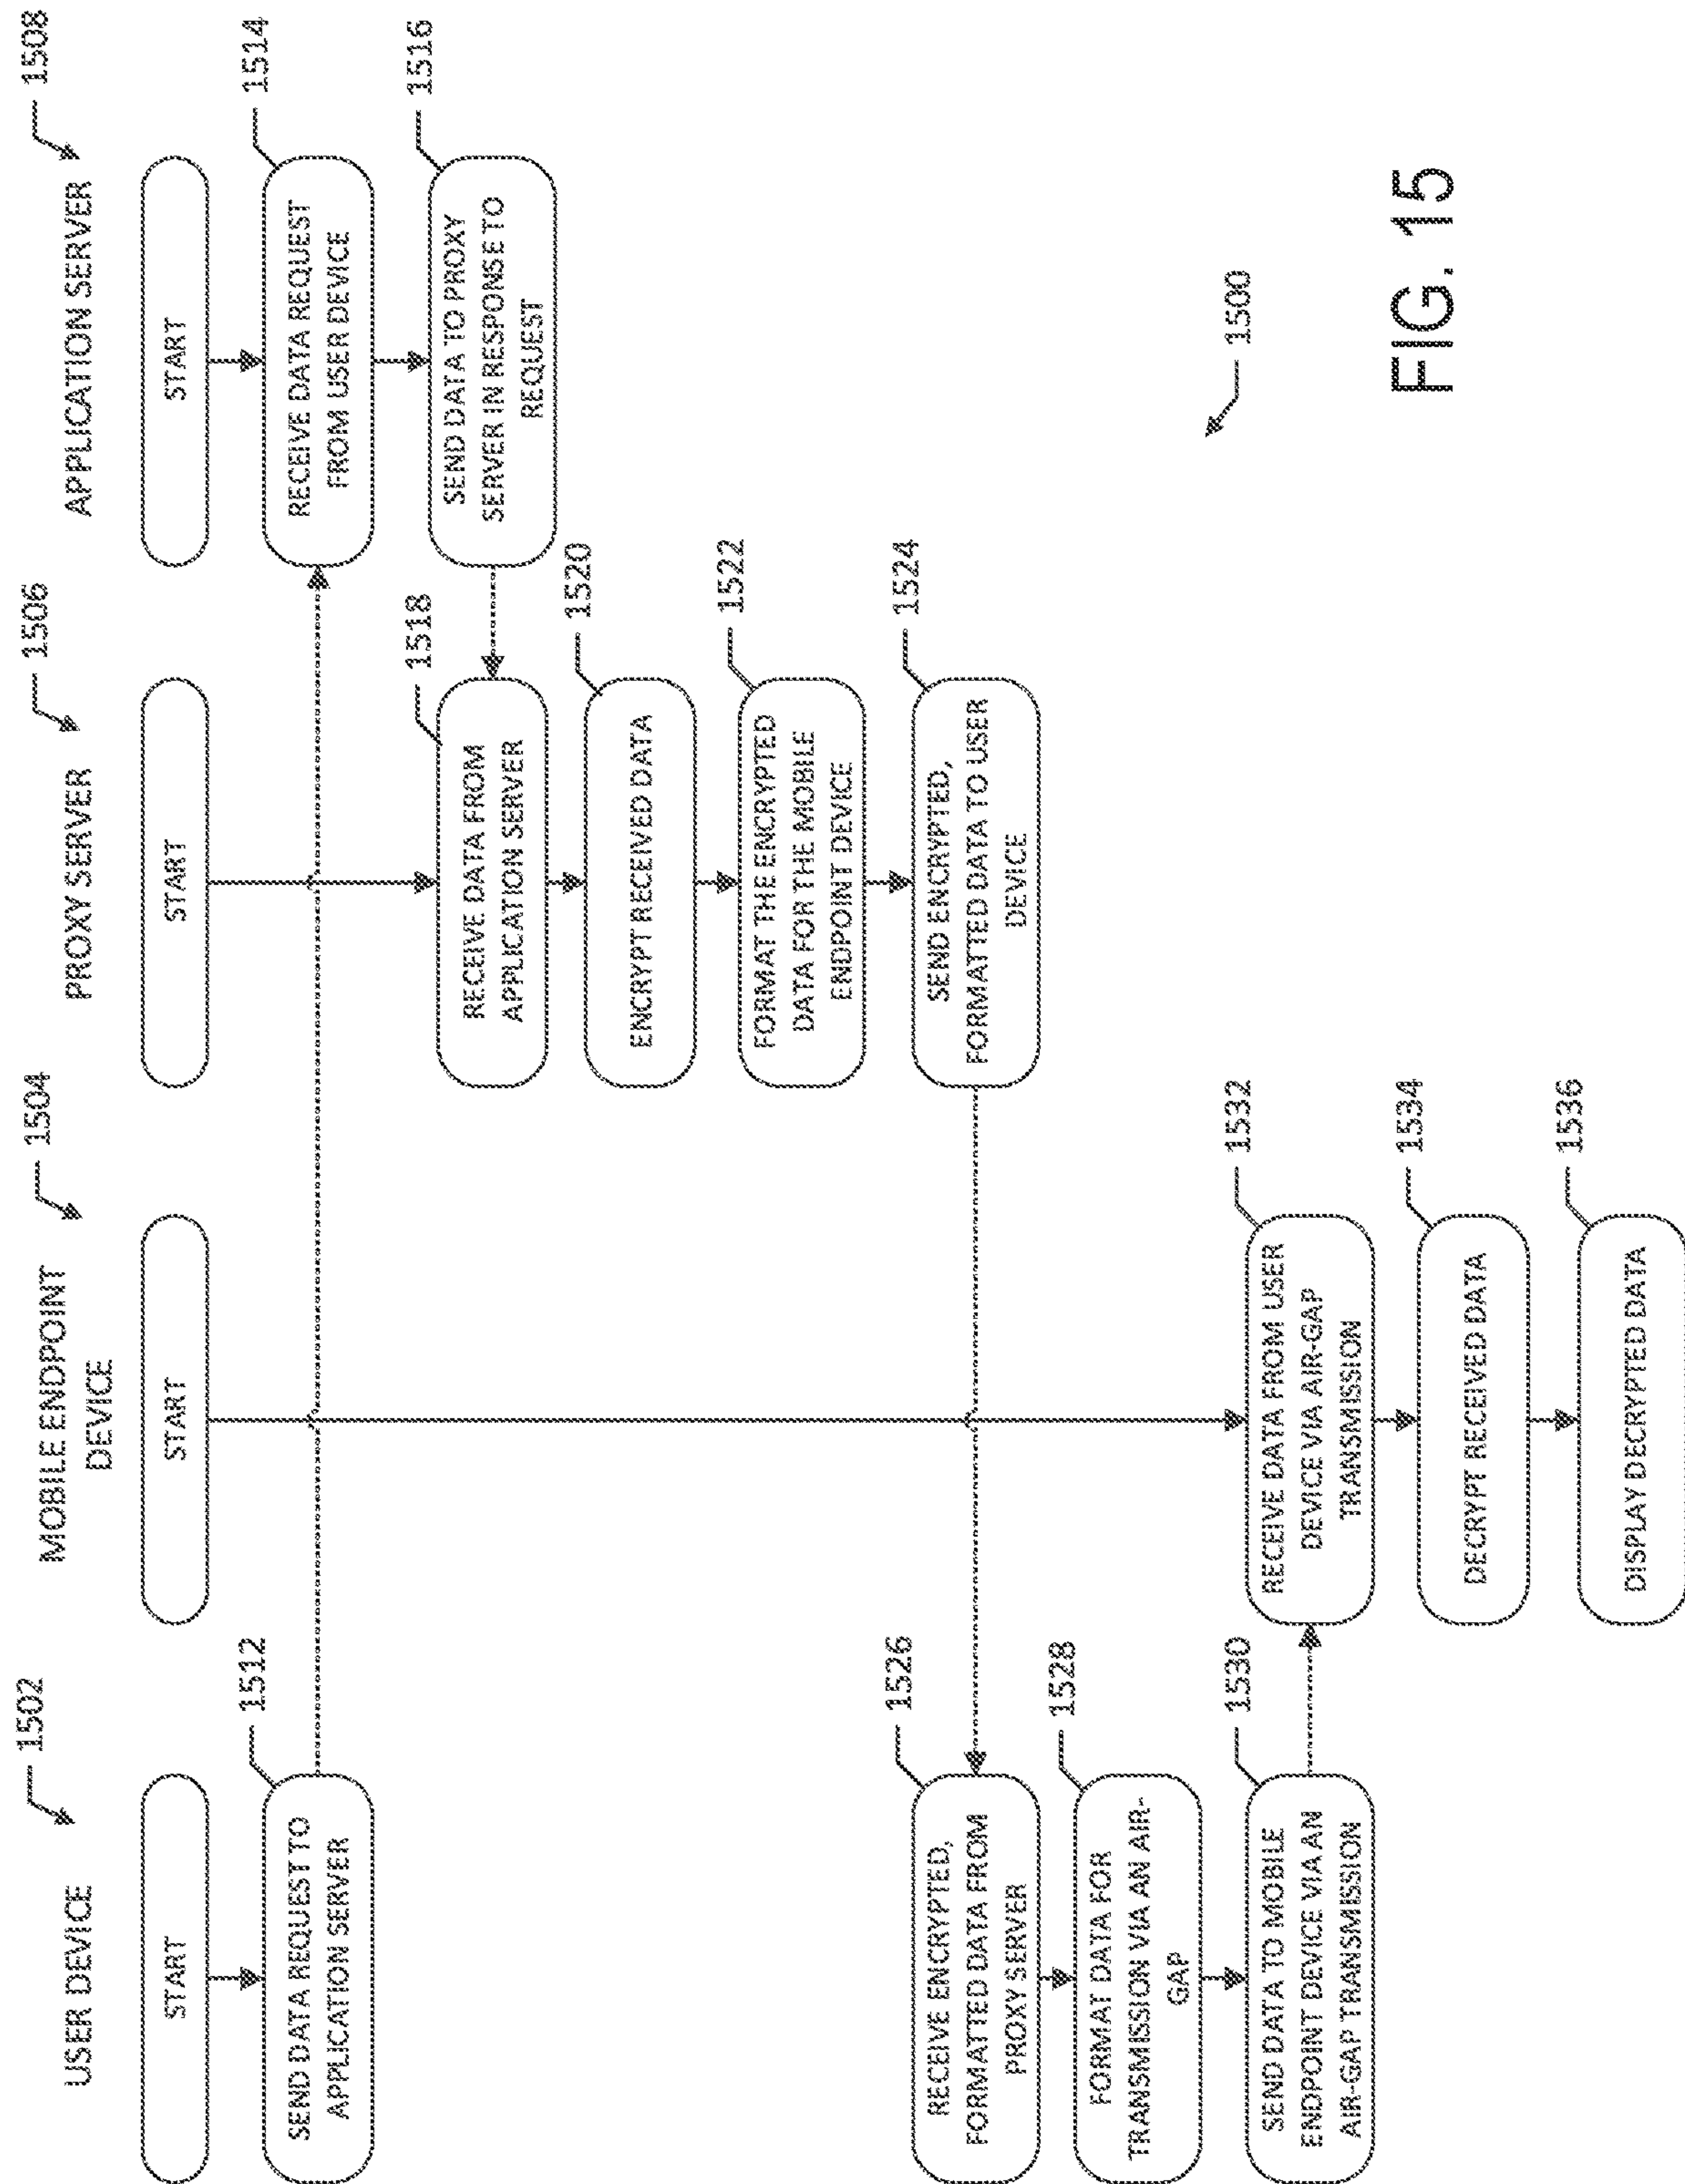 1502
USER DEVICE
START
1512
SEND DATA REQUEST TO
APPLICATION SERVER
1526
RECEIVE ENCRYPTED,
FORMATTED DATA FROM
PROXY SERVER
1528
FORMAT DATA FOR
TRANSMISSION VIA AN AIR-
GAP
1530
SEND DATA TO MOBILE
ENDPOINT DEVICE VIA AN
AIR-GAP TRANSMISSION
1504
MOBILE ENDPOINT
DEVICE
START
1532
RECEIVE DATA FROM USER
DEVICE VIA AIR-GAP
TRANSMISSION
1534
DECRYPT RECEIVED DATA
1536
DISPLAY DECRYPTED DATA
1506
PROXY SERVER
START
1518
RECEIVE DATA FROM
APPLICATION SERVER
1520
ENCRYPT RECEIVED DATA
1522
FORMAT THE ENCRYPTED
DATA FOR THE MOBILE
ENDPOINT DEVICE
1524
SEND ENCRYPTED,
FORMATTED DATA TO USER
DEVICE
1508
APPLICATION SERVER
START
1514
RECEIVE DATA REQUEST
FROM USER DEVICE
1516
SEND DATA TO PROXY
SERVER IN RESPONSE TO
REQUEST
1500
FIG. 15